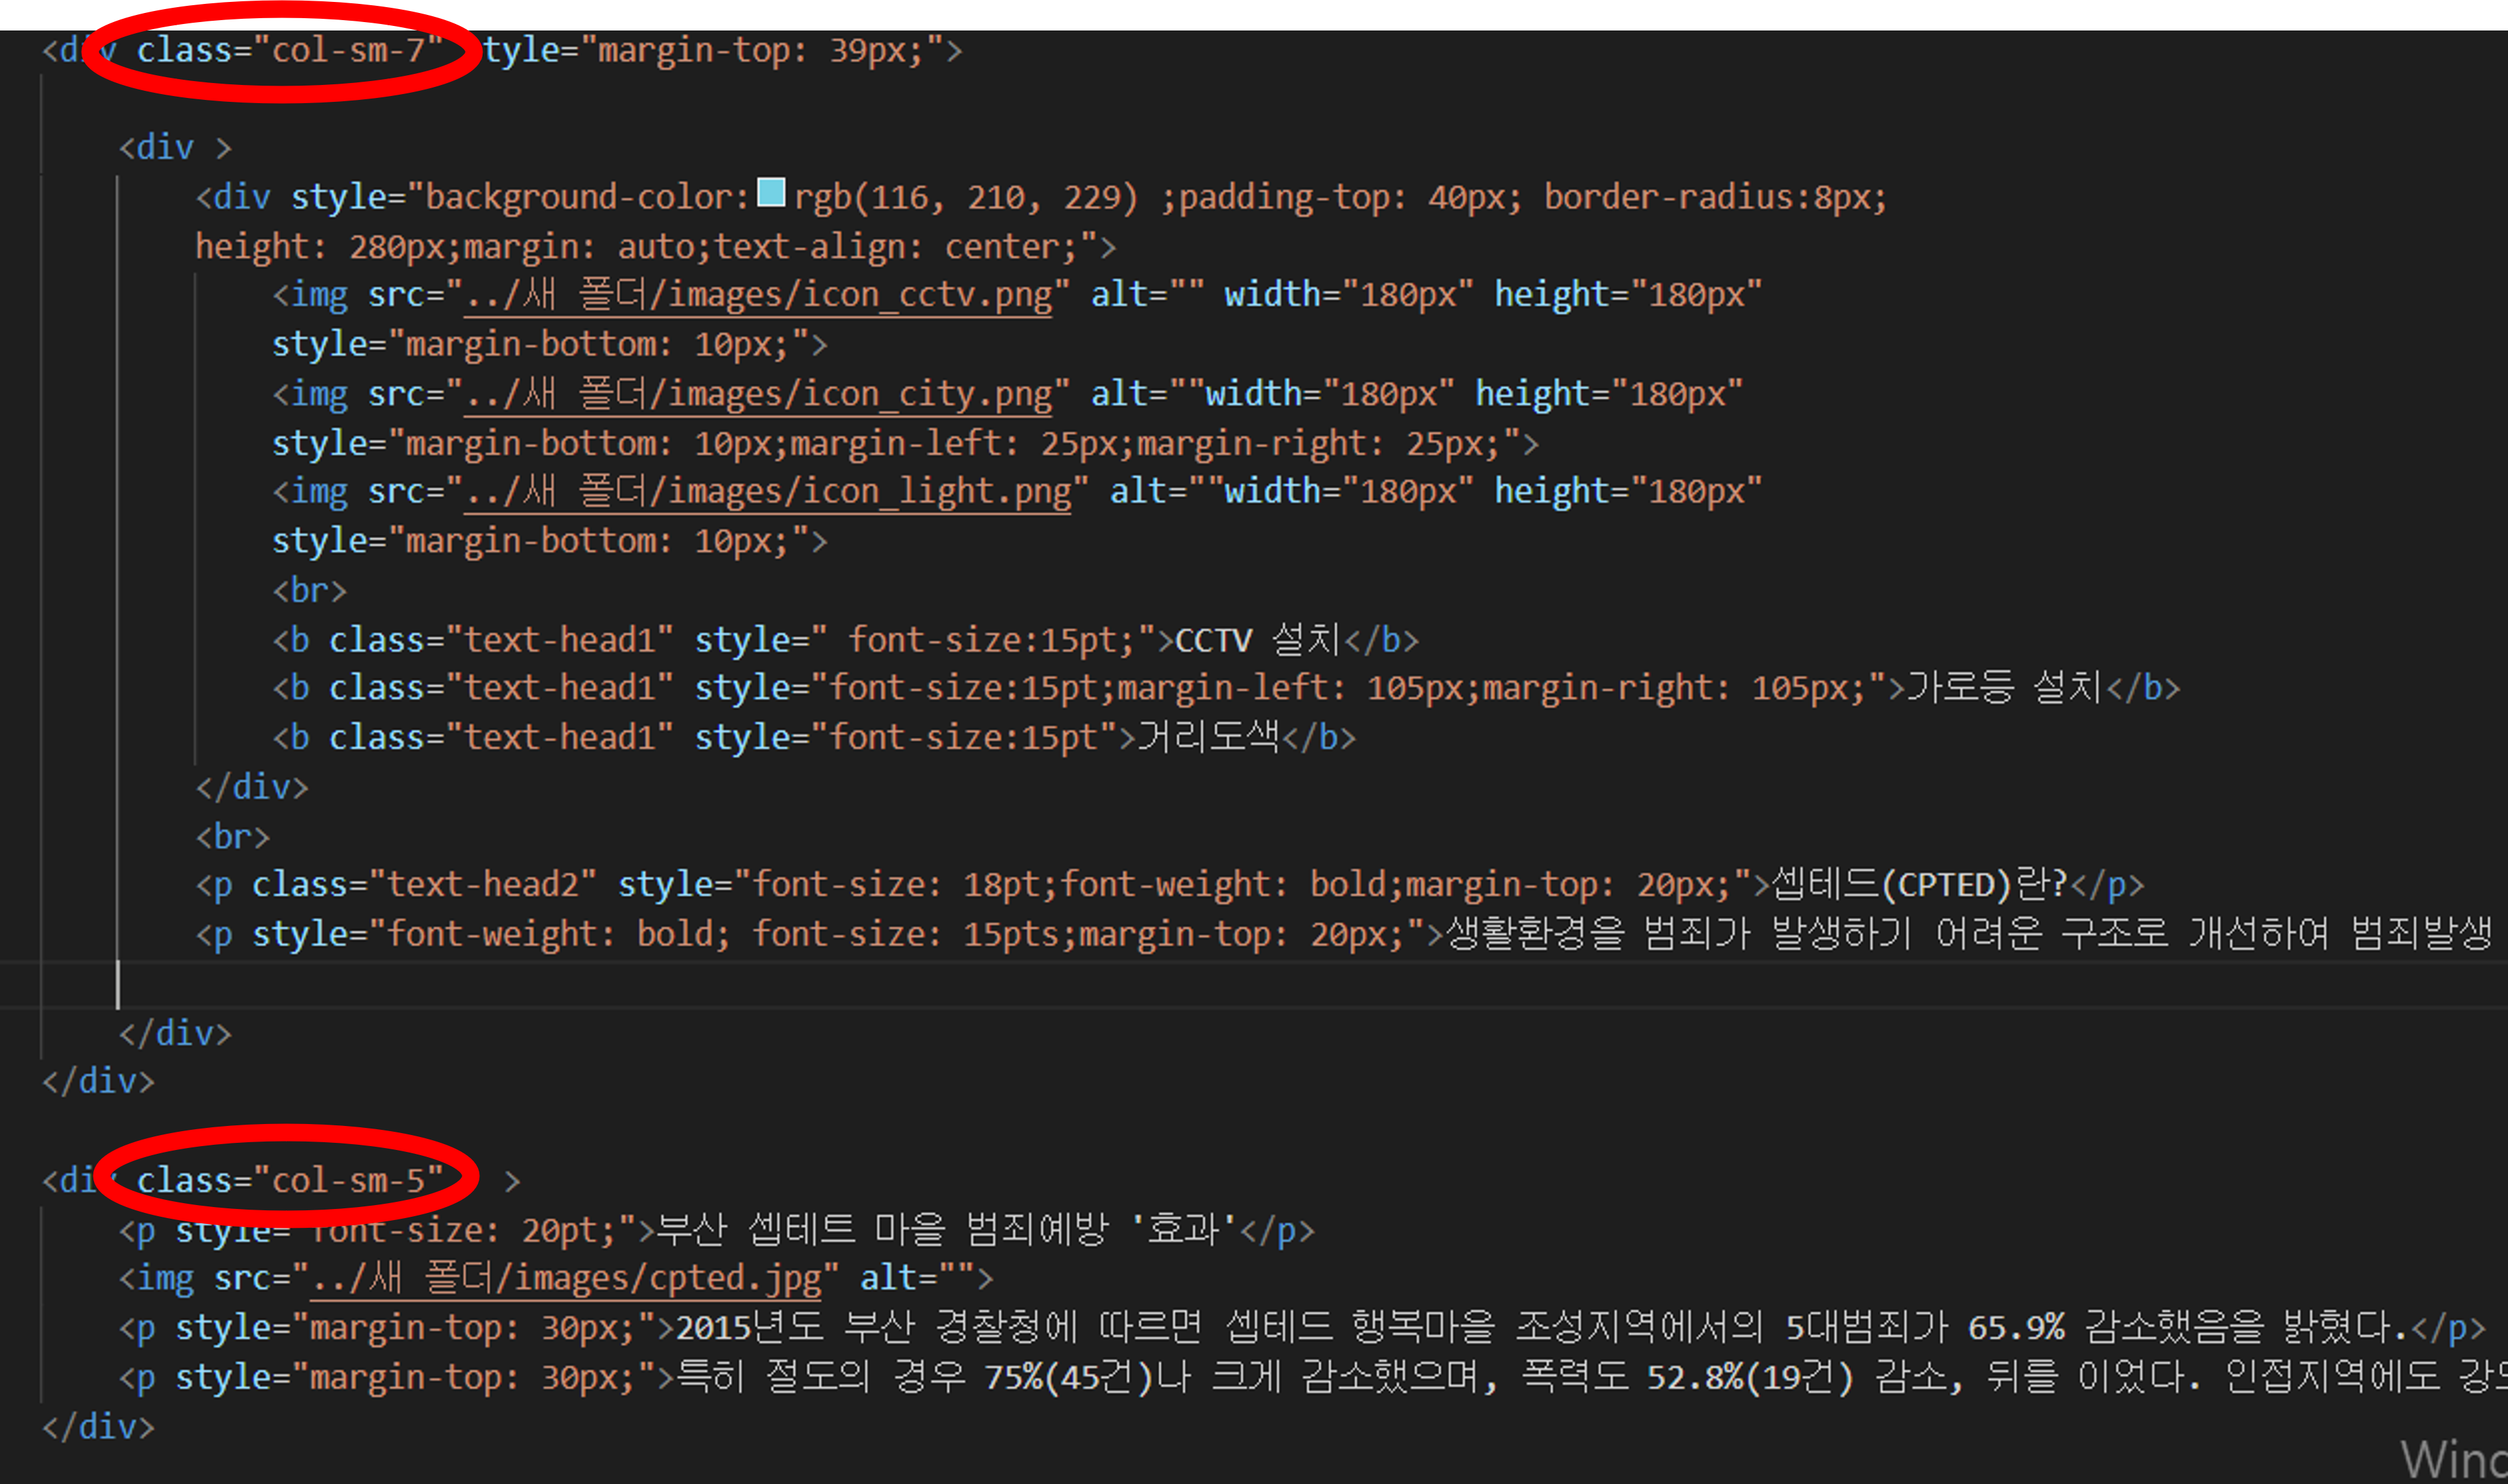 <div class="col-sm-7" style="margin-top: 39px;">
<div >
<div style="background-color: rgb(116, 210, 229) ;padding-top: 40px; border-radius:8px;
height: 280px;margin: auto;text-align: center;">
<img src="../새 폴더/images/icon_cctv.png" alt="" width="180px" height="180px"
style="margin-bottom: 10px;">
<img src="../새 폴더/images/icon_city.png" alt=""width="180px" height="180px"
style="margin-bottom: 10px;margin-left: 25px;margin-right: 25px;">
<img src="../새 폴더/images/icon_light.png" alt=""width="180px" height="180px"
style="margin-bottom: 10px;">
<br>
<b class="text-head1" style=" font-size:15pt;">CCTV 설치</b>
<b class="text-head1" style="font-size:15pt;margin-left: 105px;margin-right: 105px;">가로등 설치</b>
<b class="text-head1" style="font-size:15pt">거리도색</b>
</div>
<br>
<p class="text-head2" style="font-size: 18pt;font-weight: bold;margin-top: 20px;">셉테드(CPTED)란?</p>
<p style="font-weight: bold; font-size: 15pts;margin-top: 20px;">생활환경을 범죄가 발생하기 어려운 구조로 개선하여 범죄발생
</div>
</div>
<div class="col-sm-5" >
<p style="font-size: 20pt;">부산 셉테트 마을 범죄예방 '효과'</p>
<img src="../새 폴더/images/cpted.jpg" alt="">
<p style="margin-top: 30px;">2015년도 부산 경찰청에 따르면 셉테드 행복마을 조성지역에서의 5대범죄가 65.9% 감소했음을 밝혔다.</p>
<p style="margin-top: 30px;">특히 절도의 경우 75%(45건)나 크게 감소했으며, 폭력도 52.8%(19건) 감소, 뒤를 이었다. 인접지역에도
</div>